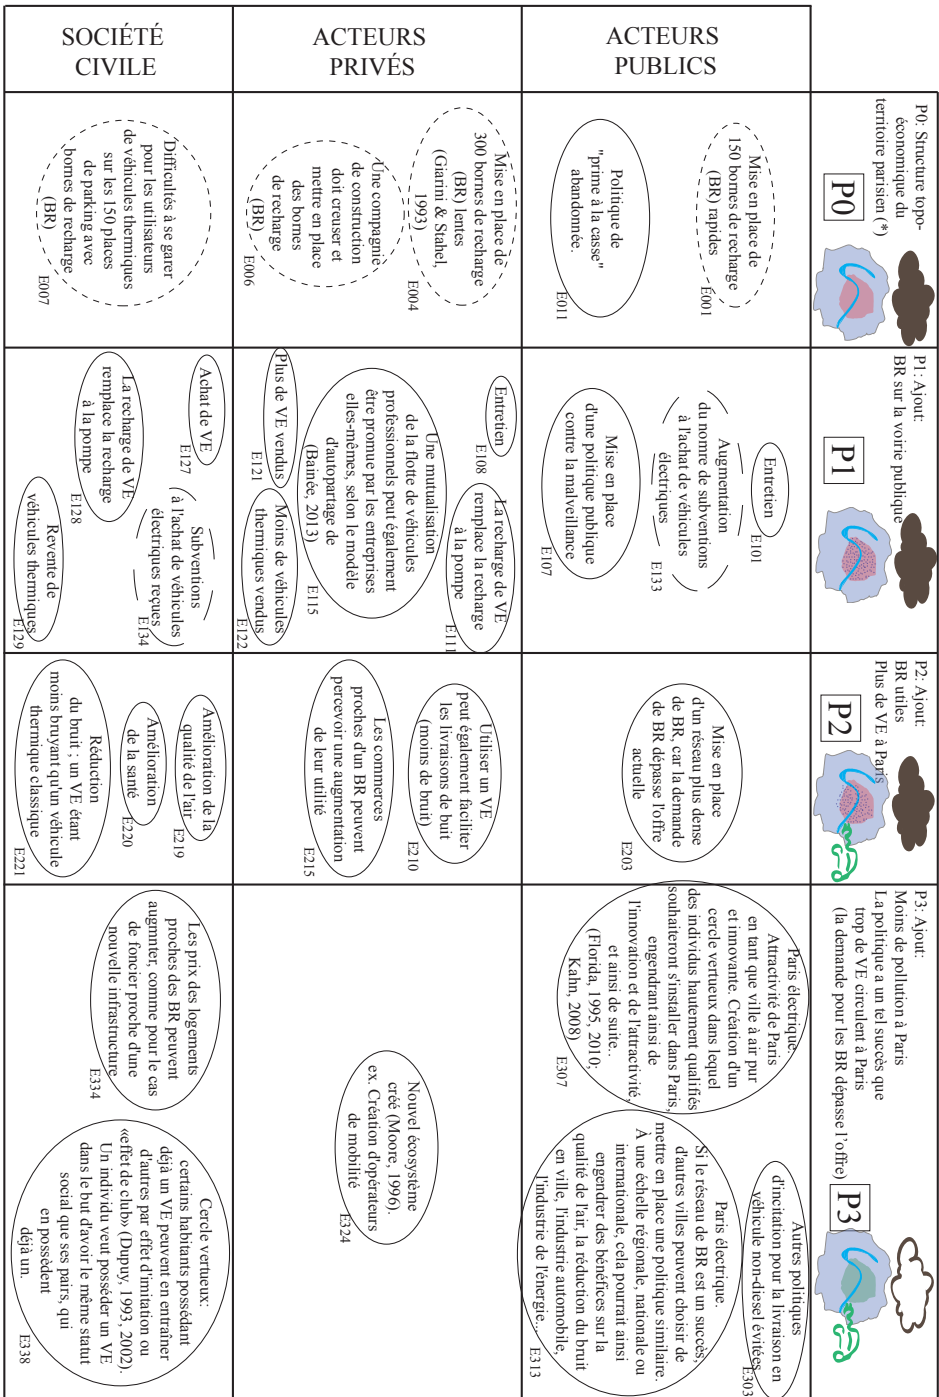 SOCIÉTÉ
CIVILE
ACTEURS
PRIVÉS
ACTEURS
PUBLICS
P0: Structure topo-
économique du
territoire parisien (*)
P0
Mise en place de
150 bornes de recharge
(BR) rapides
É001
Politique de
"prime à la casse"
abandonnée.
E011
Mise en place de
300 bornes de recharge
(BR) lentes
(Giarini & Stahel,
1993)
E004
Une compagnie
de construction
doit creuser et
mettre en place
des bornes
de recharge
(BR)
E006
Difficultés à se garer
pour les utilisateurs
de véhicules thermiques
sur les 150 places
de parking avec
bornes de recharge
(BR)
E007
P1: Ajout:
BR sur la voirie publique
P1
Entretien
E101
Augmentation
du nomre de subventions
à l'achat de véhicules
électriques
E133
Mise en place
d'une politique publique
contre la malveillance
E107
Entretien
E108
La recharge de VE
remplace la recharge
à la pompe
E111
Une mutualisation
de la flotte de véhicules
professionnels peut également
être promue par les entreprises
elles-mêmes, selon le modèle
d'autopartage de
(Bainée, 2013)
E115
Plus de VE vendus
E121
Moins de véhicules
thermiques vendus
E122
Achat de VE
E127
Subventions
à l'achat de véhicules
électriques reçues
E134
La recharge de VE
remplace la recharge
à la pompe
E128
Revente de
véhicules thermiques
E129
P2: Ajout:
BR utiles
Plus de VE à Paris
P2
Mise en place
d'un réseau plus dense
de BR, car la demande
de BR dépasse l'offre
actuelle
E203
Utiliser un VE
peut également faciliter
les livraisons de buit
(moins de bruit)
E210
Les commerces
proches d'un BR peuvent
percevoir une augmentation
de leur utilité
E215
Amélioration de la
qualité de l'air
E219
Amélioration
de la santé
E220
Réduction
du bruit ; un VE étant
moins bruyant qu'un véhicule
thermique classique
E221
P3: Ajout:
Moins de pollution à Paris
La politique a un tel succès que
trop de VE circulent à Paris
(la demande pour les BR dépasse l'offre)
P3
Autres politiques
d'incitation pour la livraison en
véhicule non-diesel évitées
E303
Paris électrique.
Attractivité de Paris
en tant que ville à air pur
et innovante. Création d'un
cercle vertueux dans lequel
des individus hautement qualifiés
souhaiteront s'installer dans Paris,
engendrant ainsi de
l'innovation et de l'attractivité,
et ainsi de suite..
(Florida, 1995, 2010;
Kahn, 2008)
E307
Paris électrique.
Si le réseau de BR est un succès,
d'autres villes peuvent choisir de
mettre en place une politique similaire.
À une échelle régionale, nationale ou
internationale, cela pourrait ainsi
engendrer des bénéfices sur la
qualité de l'air, la réduction du bruit
en ville, l'industrie automobile,
l'industrie de l'énergie...
E313
Nouvel écosystème
créé (Moore, 1996).
ex. Création d'opérateurs
de mobilité
E324
Les prix des logements
proches des BR peuvent
augmnter, comme pour le cas
de foncier proche d'une
nouvelle infrastructure
E334
Cercle vertueux:
certains habitants possédant
déjà un VE peuvent en entraîner
d'autres par effet d'imitation ou
«effet de club» (Dupuy, 1993, 2002).
Un individu veut posséder un VE
dans le but d'avoir le même statut
social que ses pairs, qui
en possèdent
déjà un.
E338